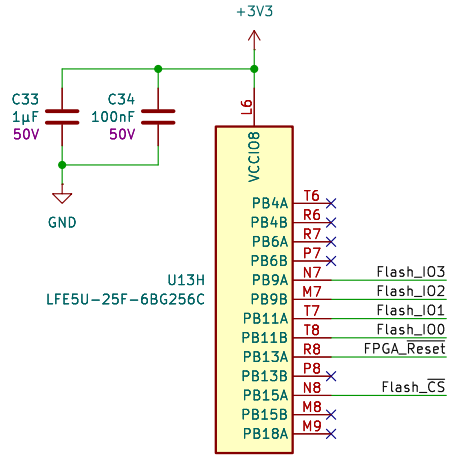 +3V3
C33
1µF
50V
C34
100nF
50V
GND
L6
VCCIO8
U13H
LFE5U-25F-6BG256C
PB4A T6
PB4B R6
PB6A R7
PB6B P7
PB9A N7 Flash_IO3
PB9B M7 Flash_IO2
PB11A T7 Flash_IO1
PB11B T8 Flash_IO0
PB13A R8 FPGA_Reset
PB13B P8
PB15A N8 Flash_CS
PB15B M8
PB18A M9